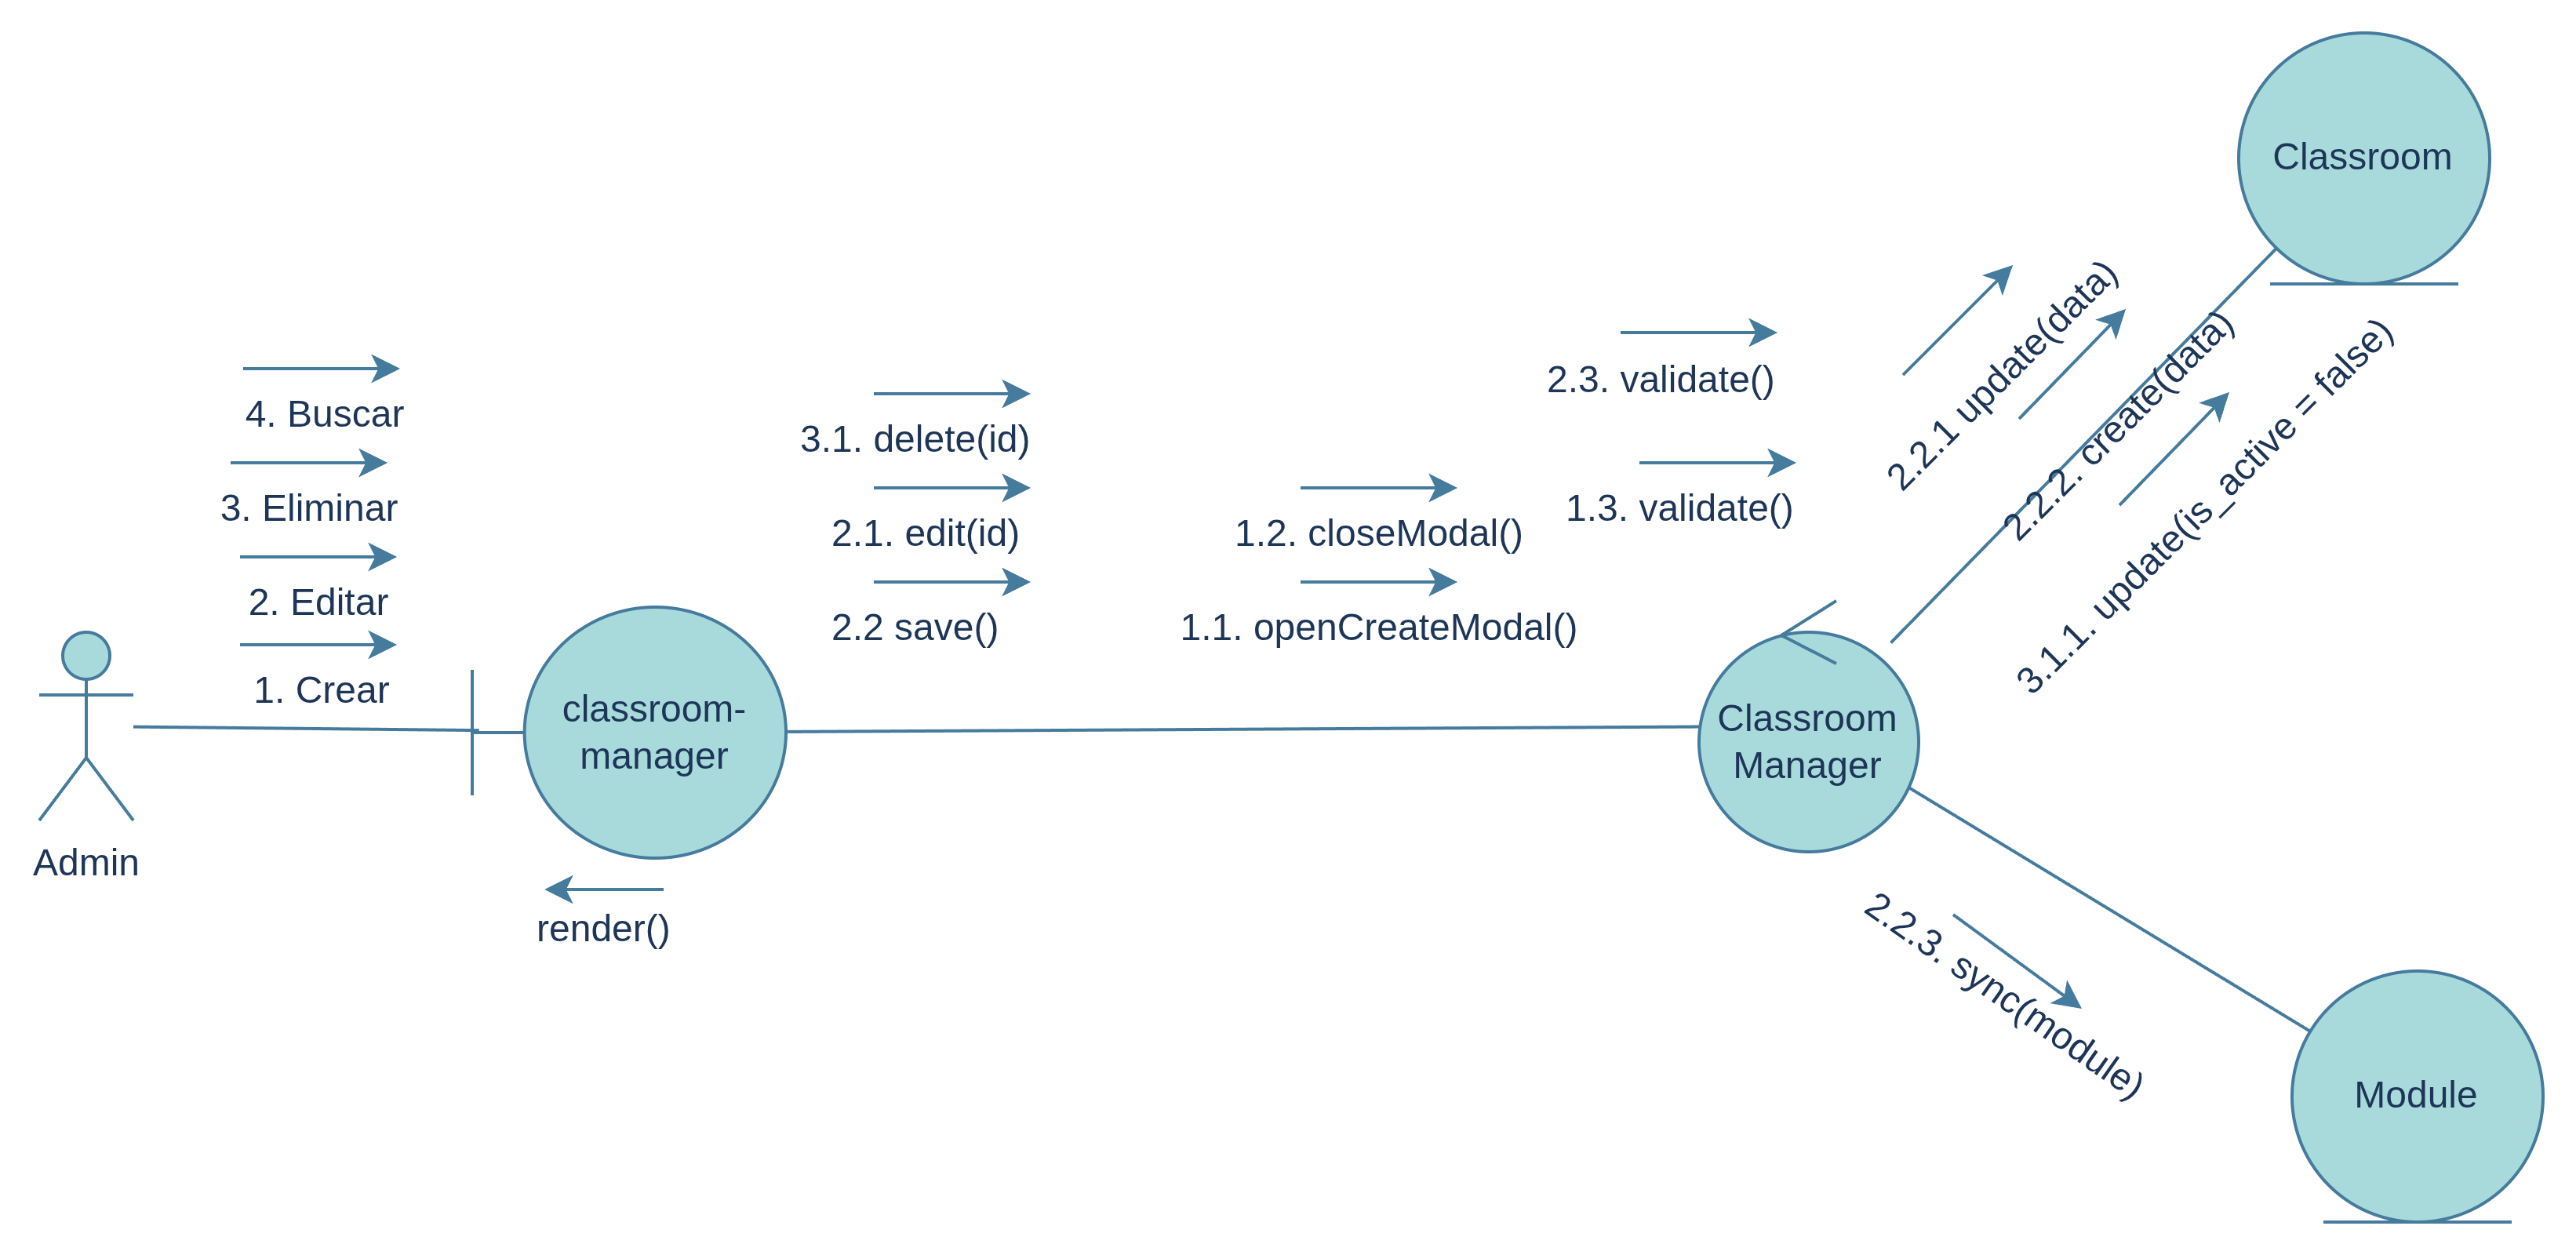 Classroom
4. Buscar
3. Eliminar
2. Editar
1. Crear
Admin
classroom-
manager
render()
3.1. delete(id)
2.1. edit(id)
2.2 save()
1.2. closeModal()
1.1. openCreateModal()
2.3. validate()
1.3. validate()
Classroom
Manager
2.2.1 update(data)
2.2.2. create(data)
3.1.1. update(is_active = false)
2.2.3. sync(module)
Module